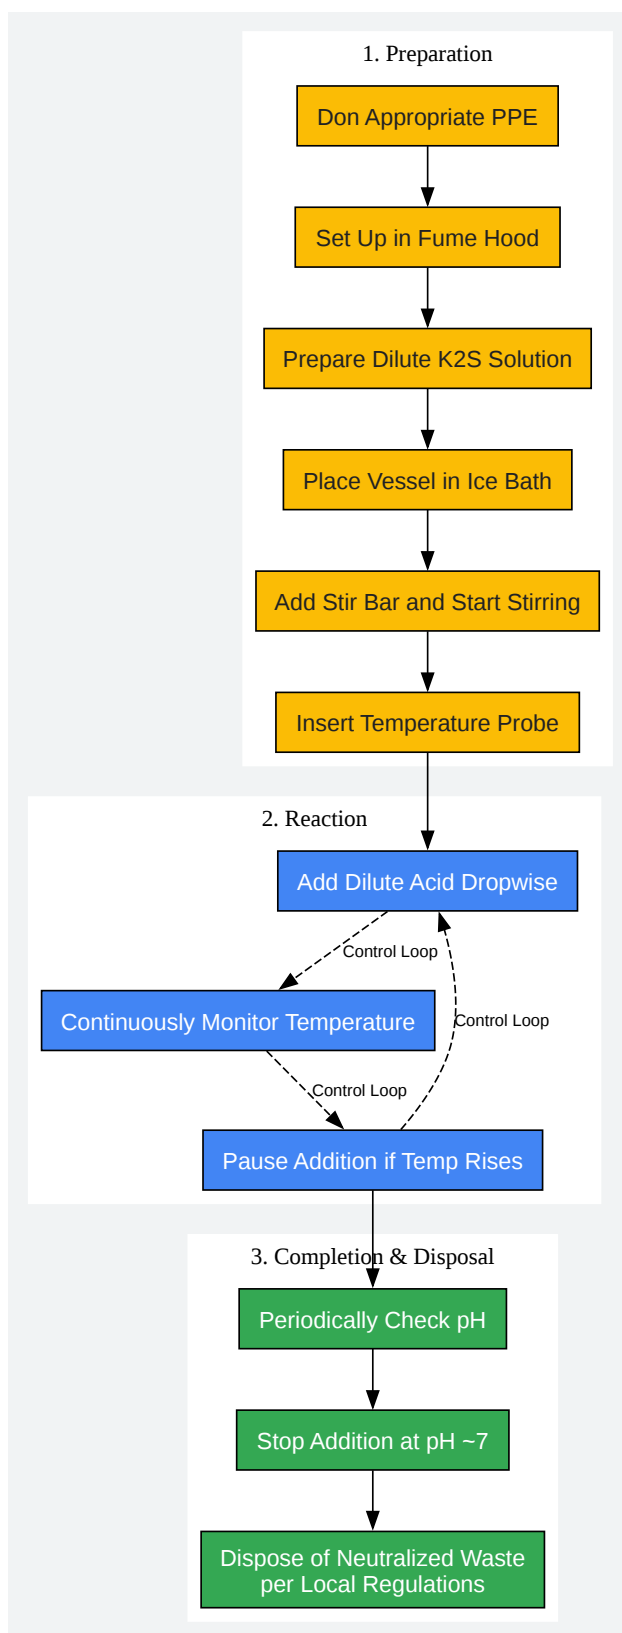 1. Preparation
Don Appropriate PPE
Set Up in Fume Hood
Prepare Dilute K2S Solution
Place Vessel in Ice Bath
Add Stir Bar and Start Stirring
Insert Temperature Probe
2. Reaction
Add Dilute Acid Dropwise
Control Loop
Continuously Monitor Temperature
Control Loop
Control Loop
Pause Addition if Temp Rises
3. Completion & Disposal
Periodically Check pH
Stop Addition at pH ~7
Dispose of Neutralized Waste
per Local Regulations